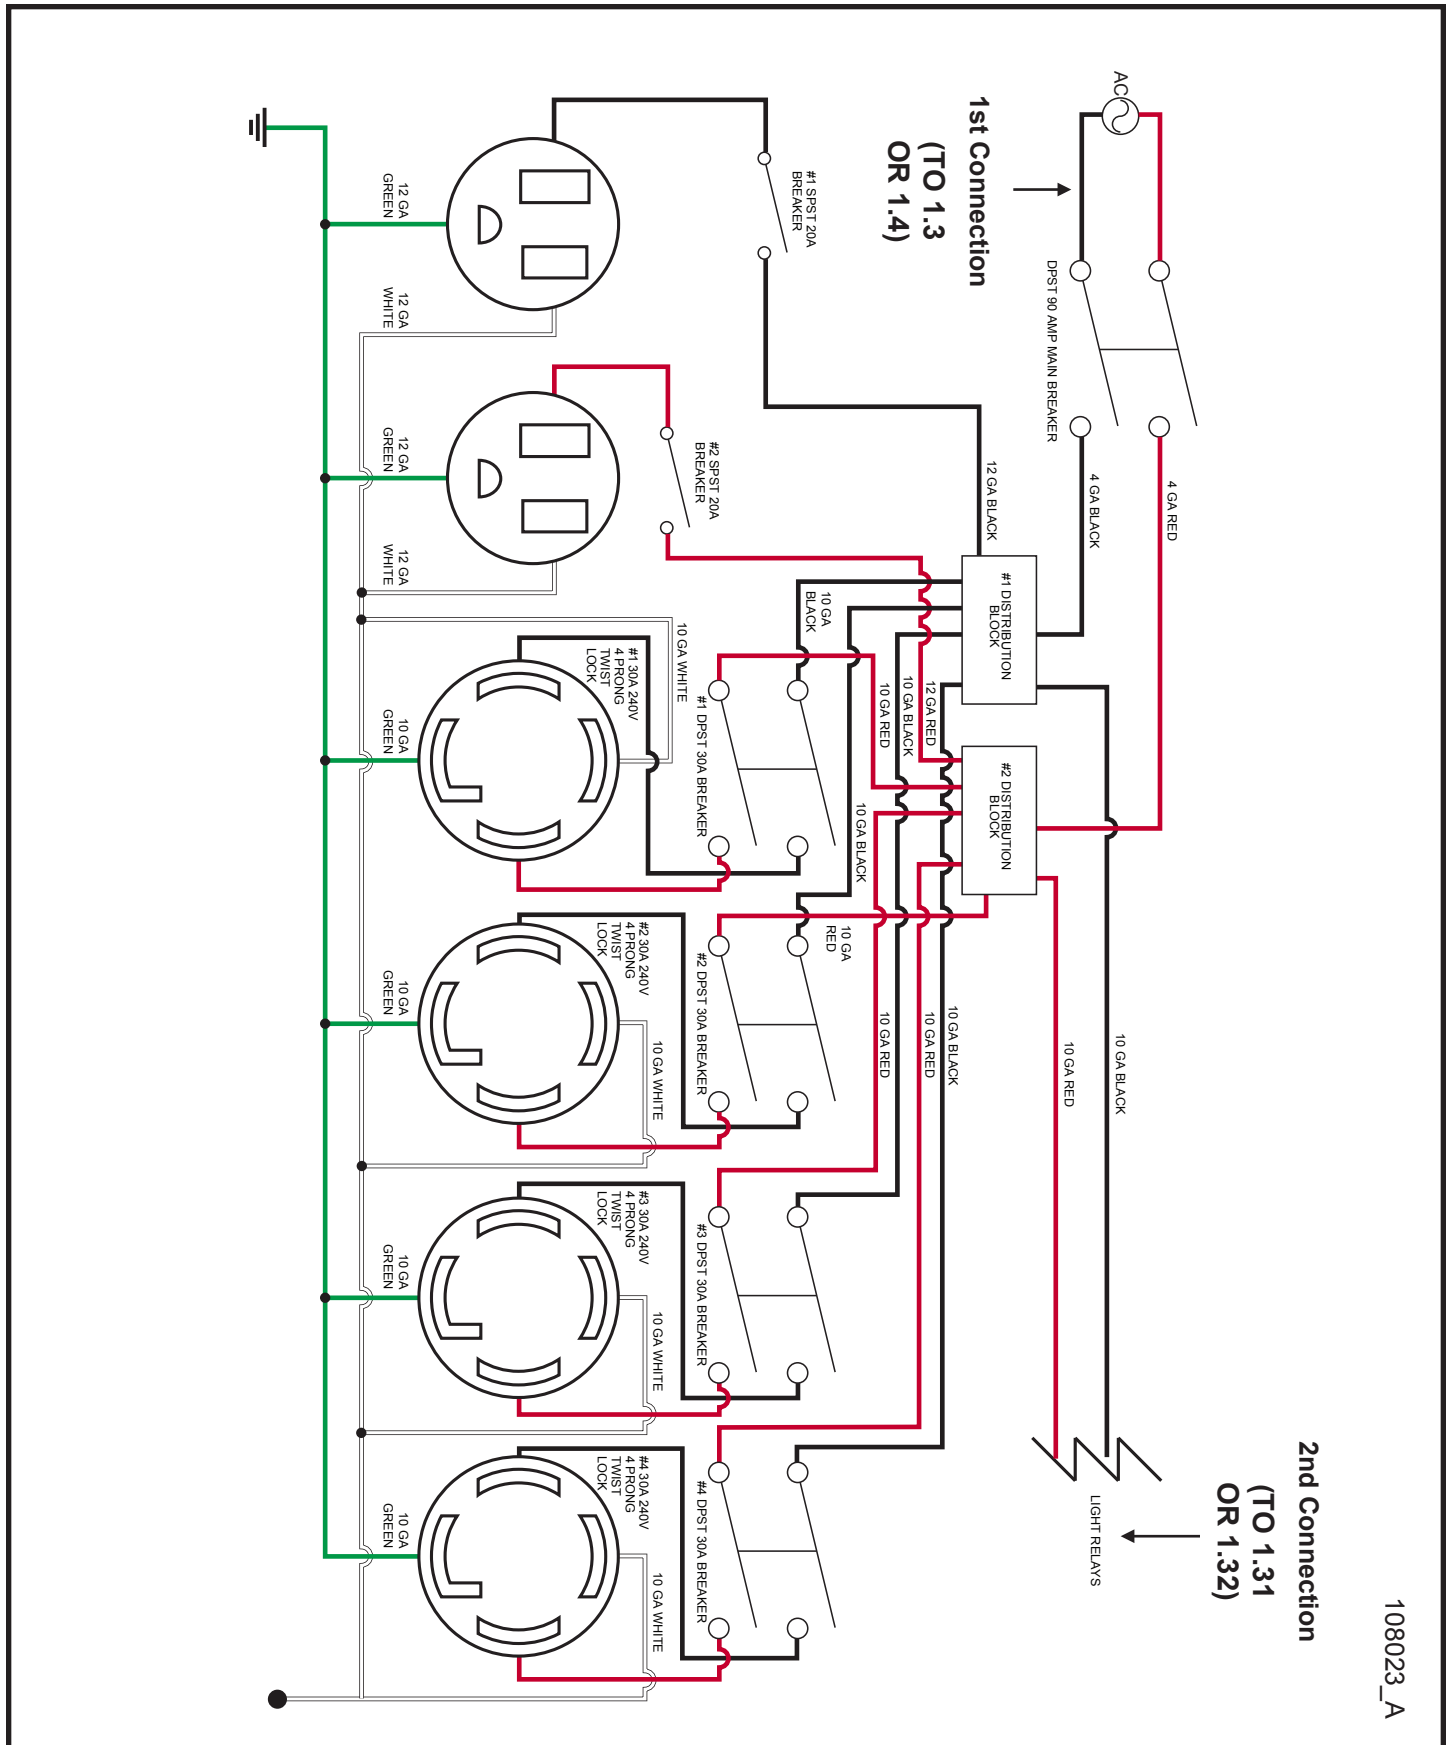 108023_A
AC
1st Connection
(TO 1.3
OR 1.4)
DPST 90 AMP MAIN BREAKER
4 GA RED
4 GA BLACK
2nd Connection
(TO 1.31
OR 1.32)
LIGHT RELAYS
10 GA BLACK
10 GA RED
#1 DISTRIBUTION
BLOCK
#2 DISTRIBUTION
BLOCK
12 GA BLACK
#1 SPST 20A
BREAKER
#2 SPST 20A
BREAKER
12 GA RED
10 GA BLACK
10 GA RED
10 GA
BLACK
10 GA BLACK
10 GA
RED
10 GA BLACK
10 GA RED
10 GA RED
#1 DPST 30A BREAKER
#2 DPST 30A BREAKER
#3 DPST 30A BREAKER
#4 DPST 30A BREAKER
10 GA WHITE
10 GA WHITE
10 GA WHITE
10 GA WHITE
#1 30A 240V
4 PRONG
TWIST
LOCK
#2 30A 240V
4 PRONG
TWIST
LOCK
#3 30A 240V
4 PRONG
TWIST
LOCK
#4 30A 240V
4 PRONG
TWIST
LOCK
12 GA
GREEN
12 GA
WHITE
12 GA
GREEN
12 GA
WHITE
10 GA
GREEN
10 GA
GREEN
10 GA
GREEN
10 GA
GREEN